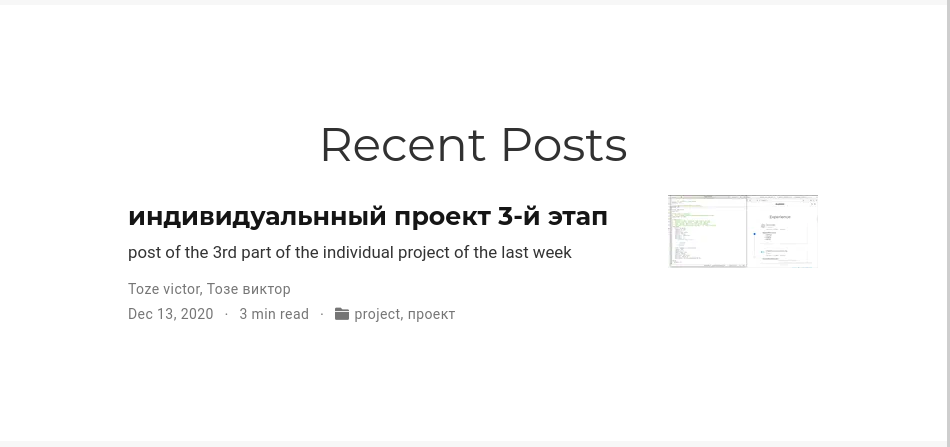 Recent Posts
индивидуальнный проект 3-й этап
post of the 3rd part of the individual project of the last week
Toze victor, Тозе виктор
Dec 13, 2020 · 3 min read · project, проект